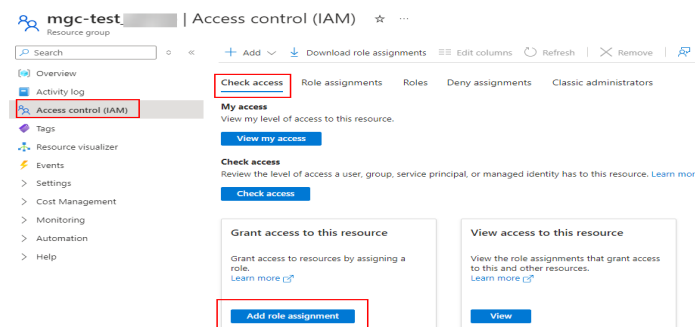 mgc-test_ | Access control (IAM)
Resource group
Search
Overview
Activity log
Access control (IAM)
Tags
Resource visualizer
Events
Settings
Cost Management
Monitoring
Automation
Help
Add
Download role assignments
Edit columns
Refresh
Remove
Check access
Role assignments
Roles
Deny assignments
Classic administrators
My access
View my level of access to this resource.
View my access
Check access
Review the level of access a user, group, service principal, or managed identity has to this resource. Learn mor
Check access
Grant access to this resource
Grant access to resources by assigning a
role.
Learn more
Add role assignment
View access to this resource
View the role assignments that grant access
to this and other resources.
Learn more
View